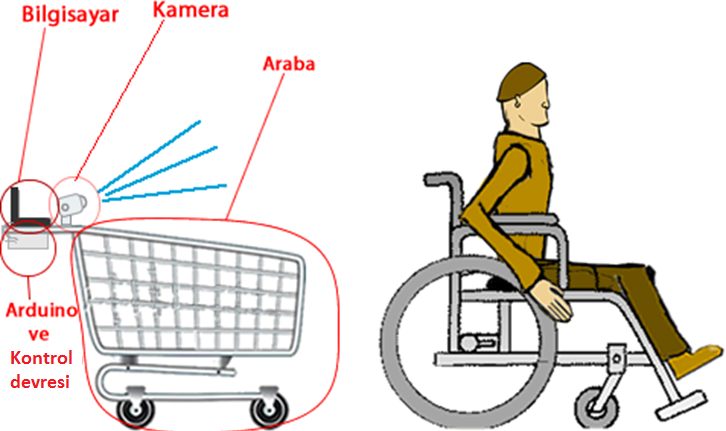 Bilgisayar
Kamera
Araba
Arduino
ve
Kontrol
devresi